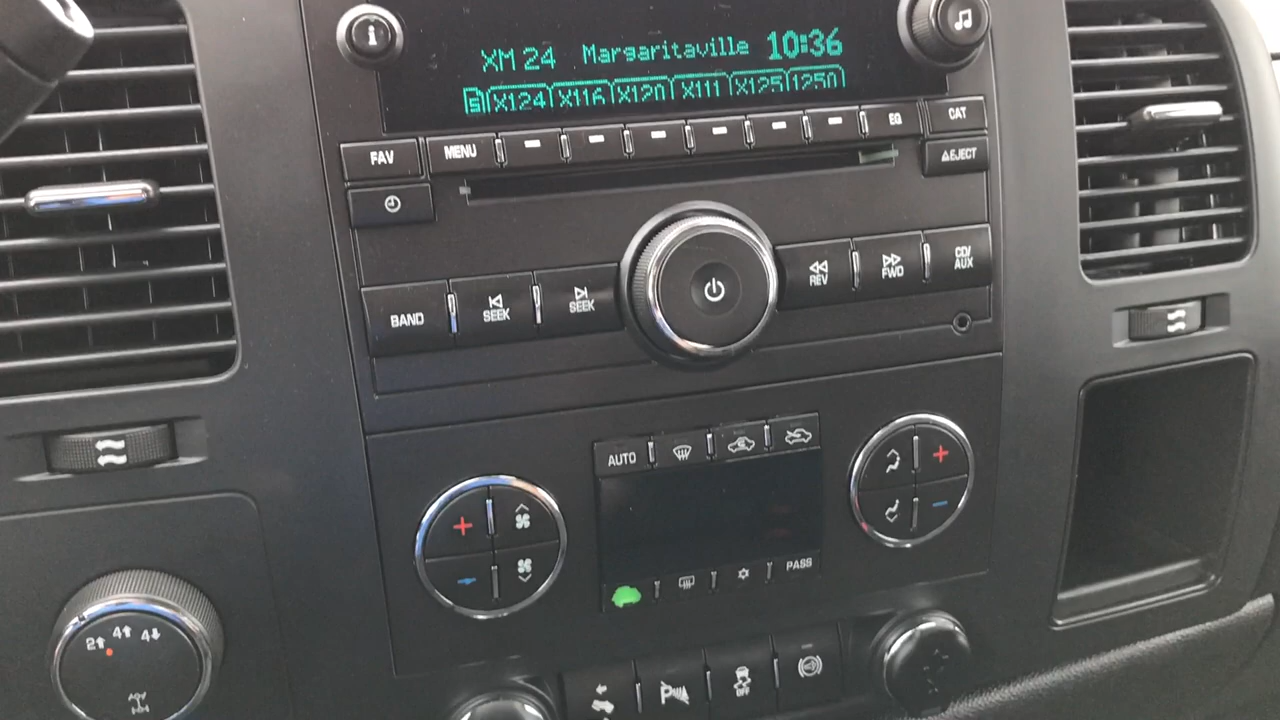 XM 24 Margaritaville 10:36
X124 X116 X120 X111 X125 1250
FAV MENU EQ CAT
EJECT
BAND SEEK SEEK REV FWD CD/
AUX
AUTO
PASS
2 4 4
OFF